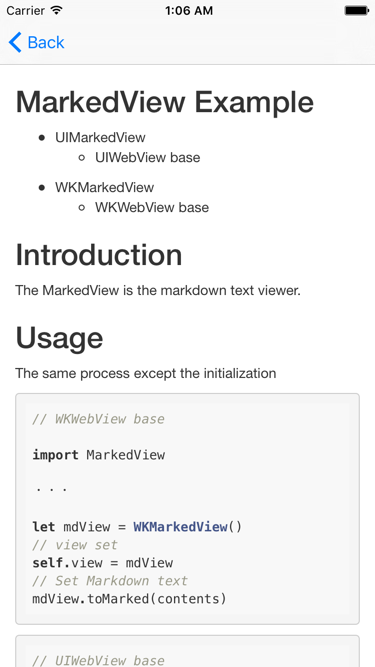 Carrier 1:06 AM
Back
MarkedView Example
UIMarkedView
UIWebView base
WKMarkedView
WKWebView base
Introduction
The MarkedView is the markdown text viewer.
Usage
The same process except the initialization
// WKWebView base
import MarkedView
. . .
let mdView = WKMarkedView()
// view set
self.view = mdView
// Set Markdown text
mdView.toMarked(contents)
// UIWebView base